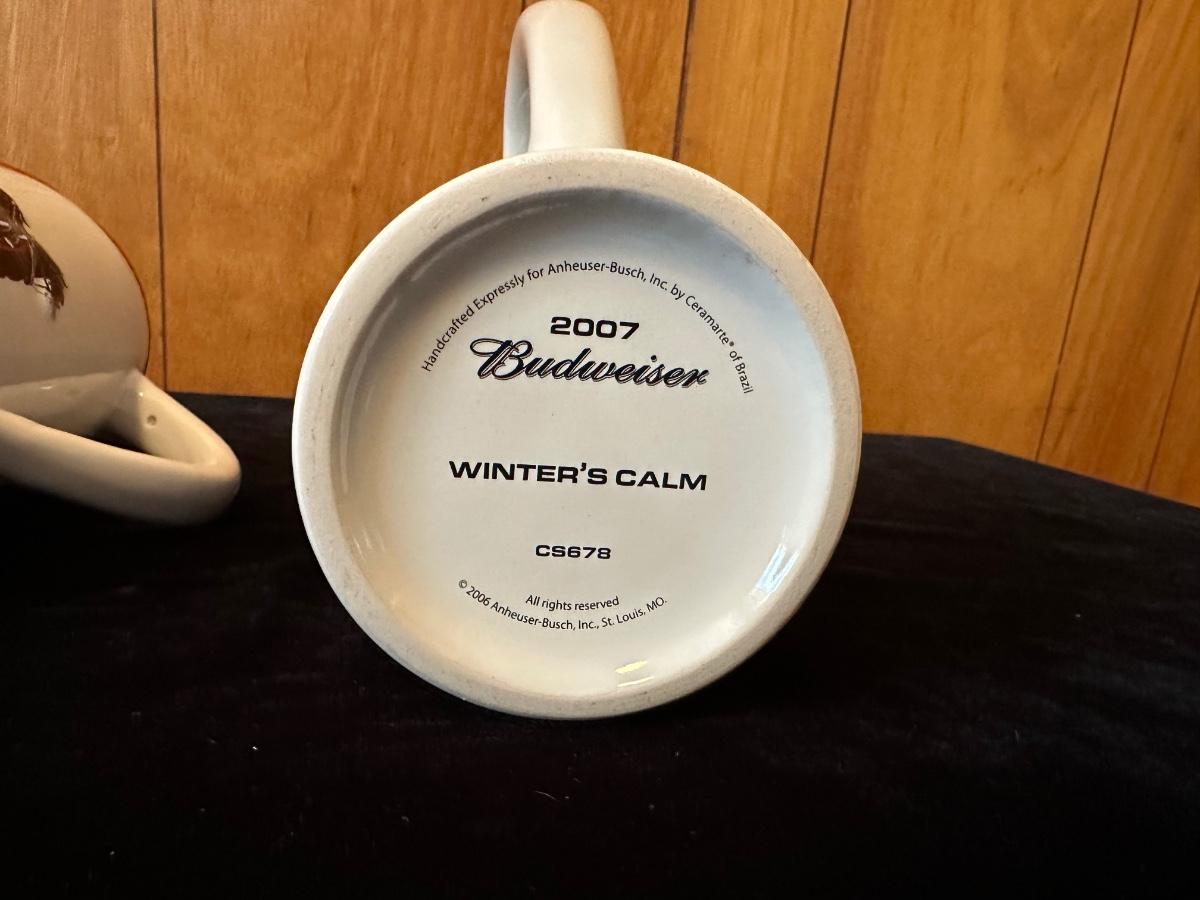 Handcrafted Expressly for Anheuser-Busch, Inc. by Ceramarte® of Brazil
2007
Budweiser
WINTER'S CALM
CS678
All rights reserved
© 2006 Anheuser-Busch, Inc., St. Louis, MO.